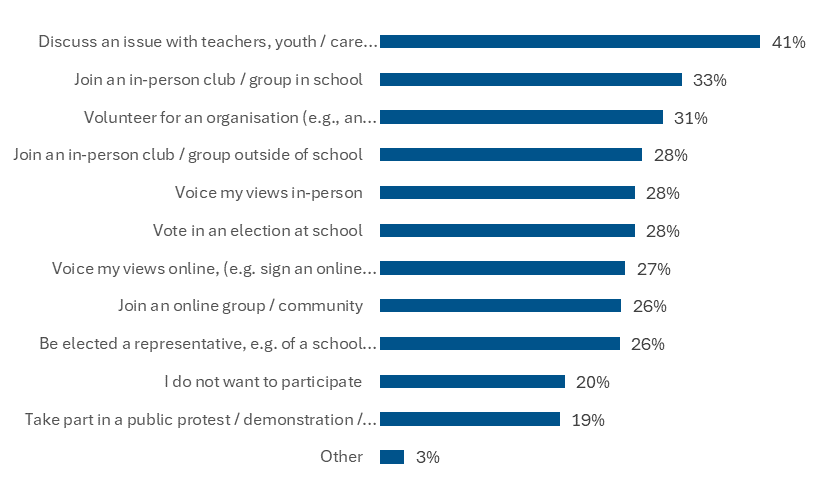 Discuss an issue with teachers, youth / care... 41%
Join an in-person club / group in school 33%
Volunteer for an organisation (e.g., an... 31%
Join an in-person club / group outside of school 28%
Voice my views in-person 28%
Vote in an election at school 28%
Voice my views online, (e.g. sign an online... 27%
Join an online group / community 26%
Be elected a representative, e.g. of a school... 26%
I do not want to participate 20%
Take part in a public protest / demonstration /... 19%
Other 3%